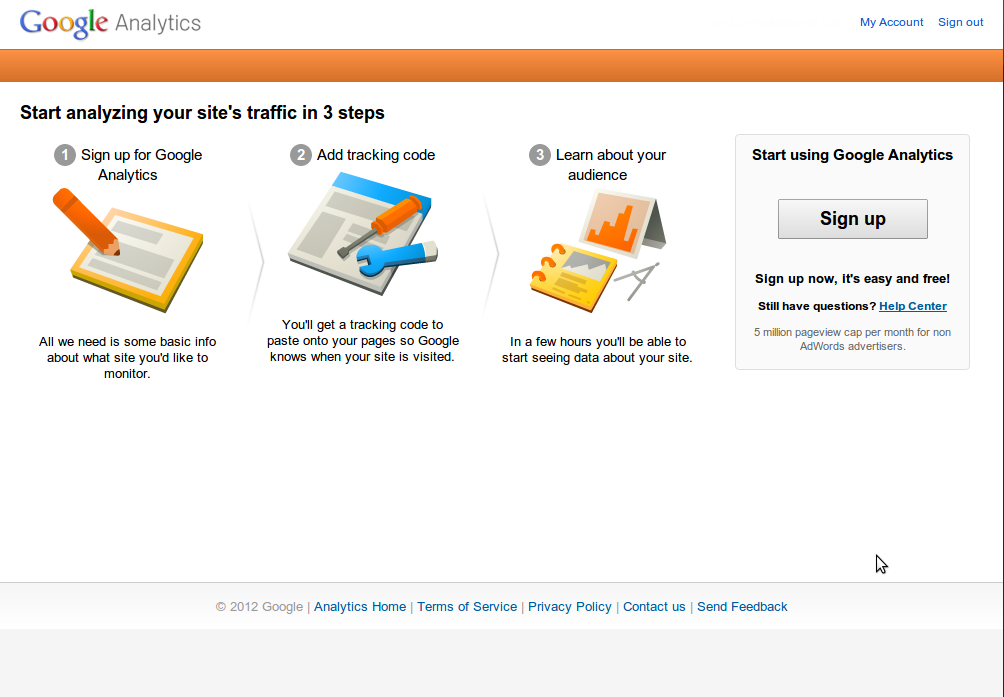 Google Analytics
My Account Sign out
Start analyzing your site's traffic in 3 steps
1 Sign up for Google
Analytics
All we need is some basic info
about what site you'd like to
monitor.
2 Add tracking code
You'll get a tracking code to
paste onto your pages so Google
knows when your site is visited.
3 Learn about your
audience
In a few hours you'll be able to
start seeing data about your site.
Start using Google Analytics
Sign up
Sign up now, it's easy and free!
Still have questions? Help Center
5 million pageview cap per month for non
AdWords advertisers.
© 2012 Google | Analytics Home | Terms of Service | Privacy Policy | Contact us | Send Feedback